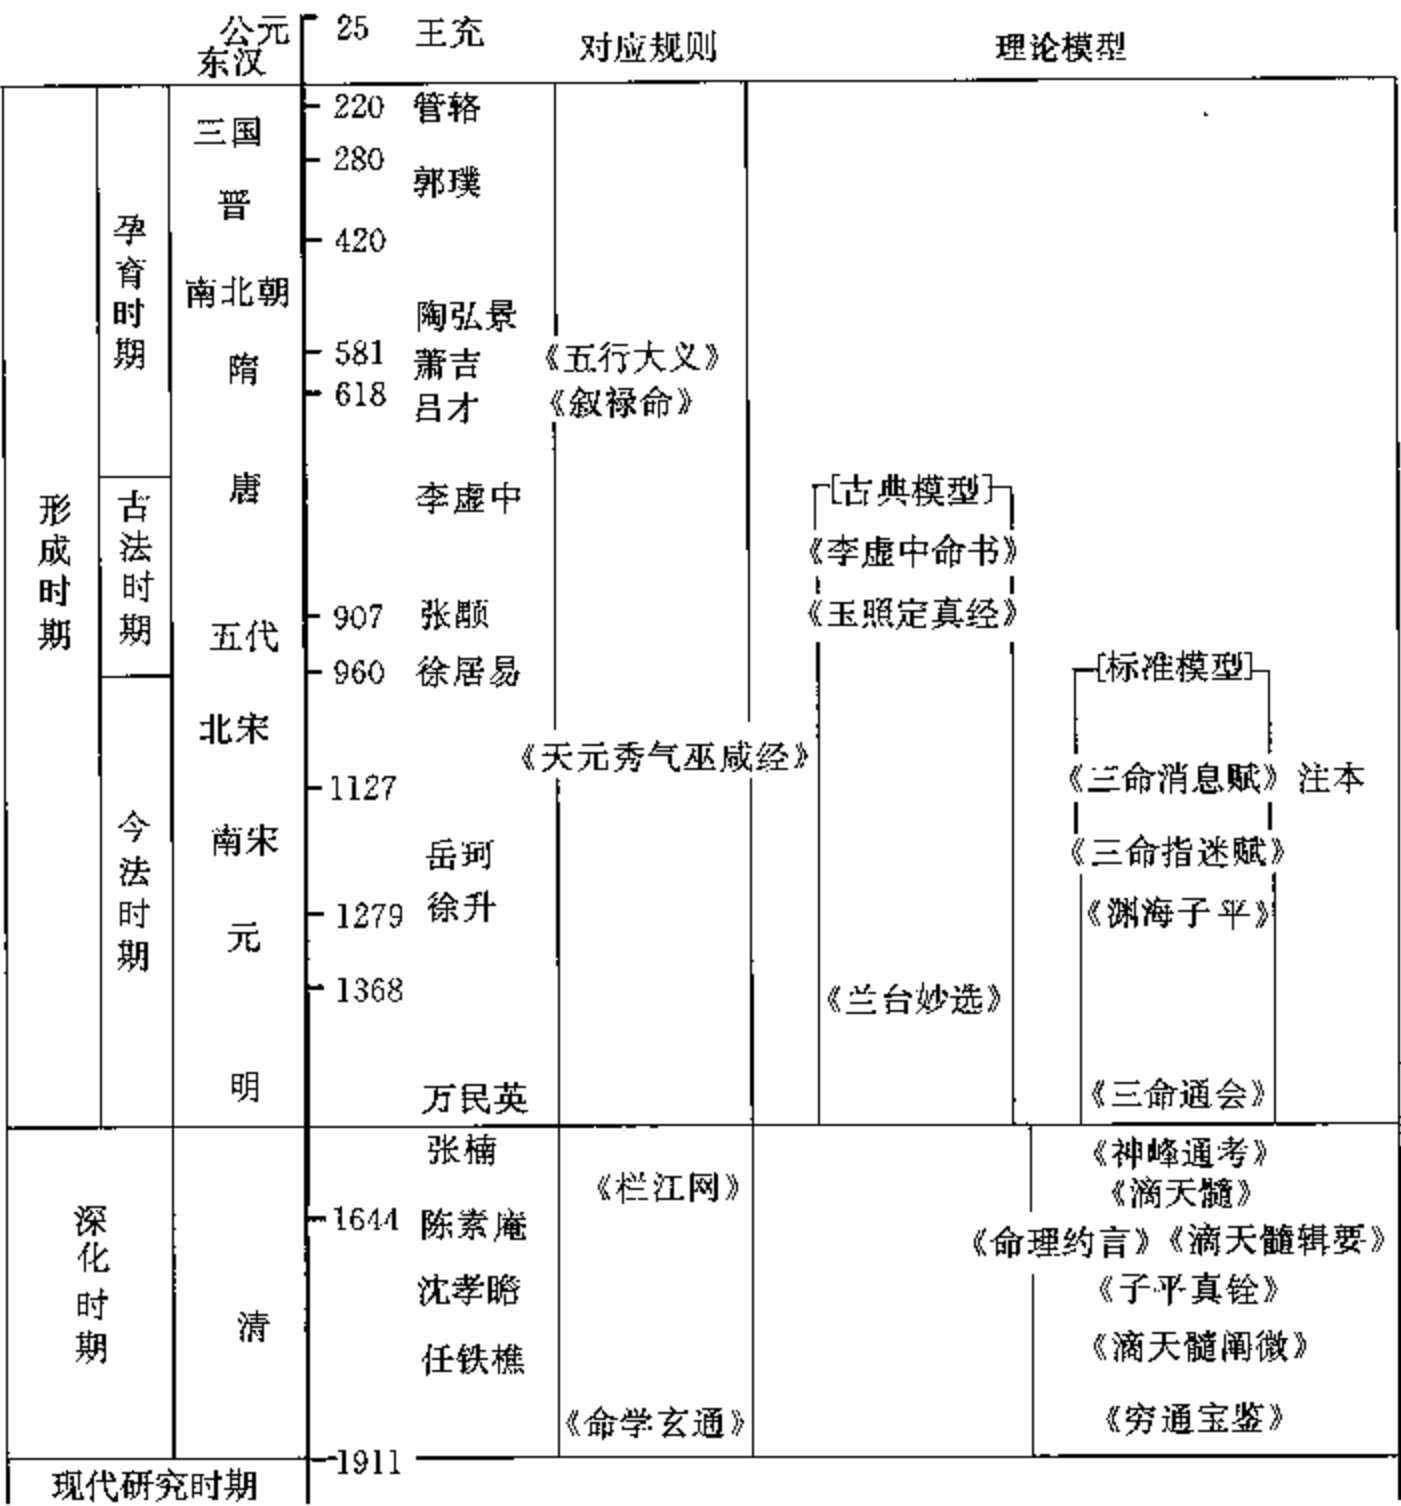 公元 25 王充 对应规则 理论模型
东汉
220 管辂
三国
280
郭璞
晋
孕育时期
420
南北朝
陶弘景
581 萧吉 《五行大义》
隋
618 吕才 《叙禄命》
唐 李虚中 [古典模型]
形成时期
古法时期
《李虚中命书》
907 张颙 《玉照定真经》
五代
960 徐居易 [标准模型]
北宋
《天元秀气巫咸经》
《三命消息赋》注本
1127
今法时期
南宋 岳珂 《三命指迷赋》
1279 徐升 《渊海子平》
元
1368 《兰台妙选》
明 万民英 《三命通会》
张楠 《神峰通考》
《栏江网》 《滴天髓》
深化时期
1644 陈素庵 《命理约言》《滴天髓辑要》
沈孝瞻 《子平真铨》
清
任铁樵 《滴天髓阐微》
《命学玄通》 《穷通宝鉴》
1911
现代研究时期